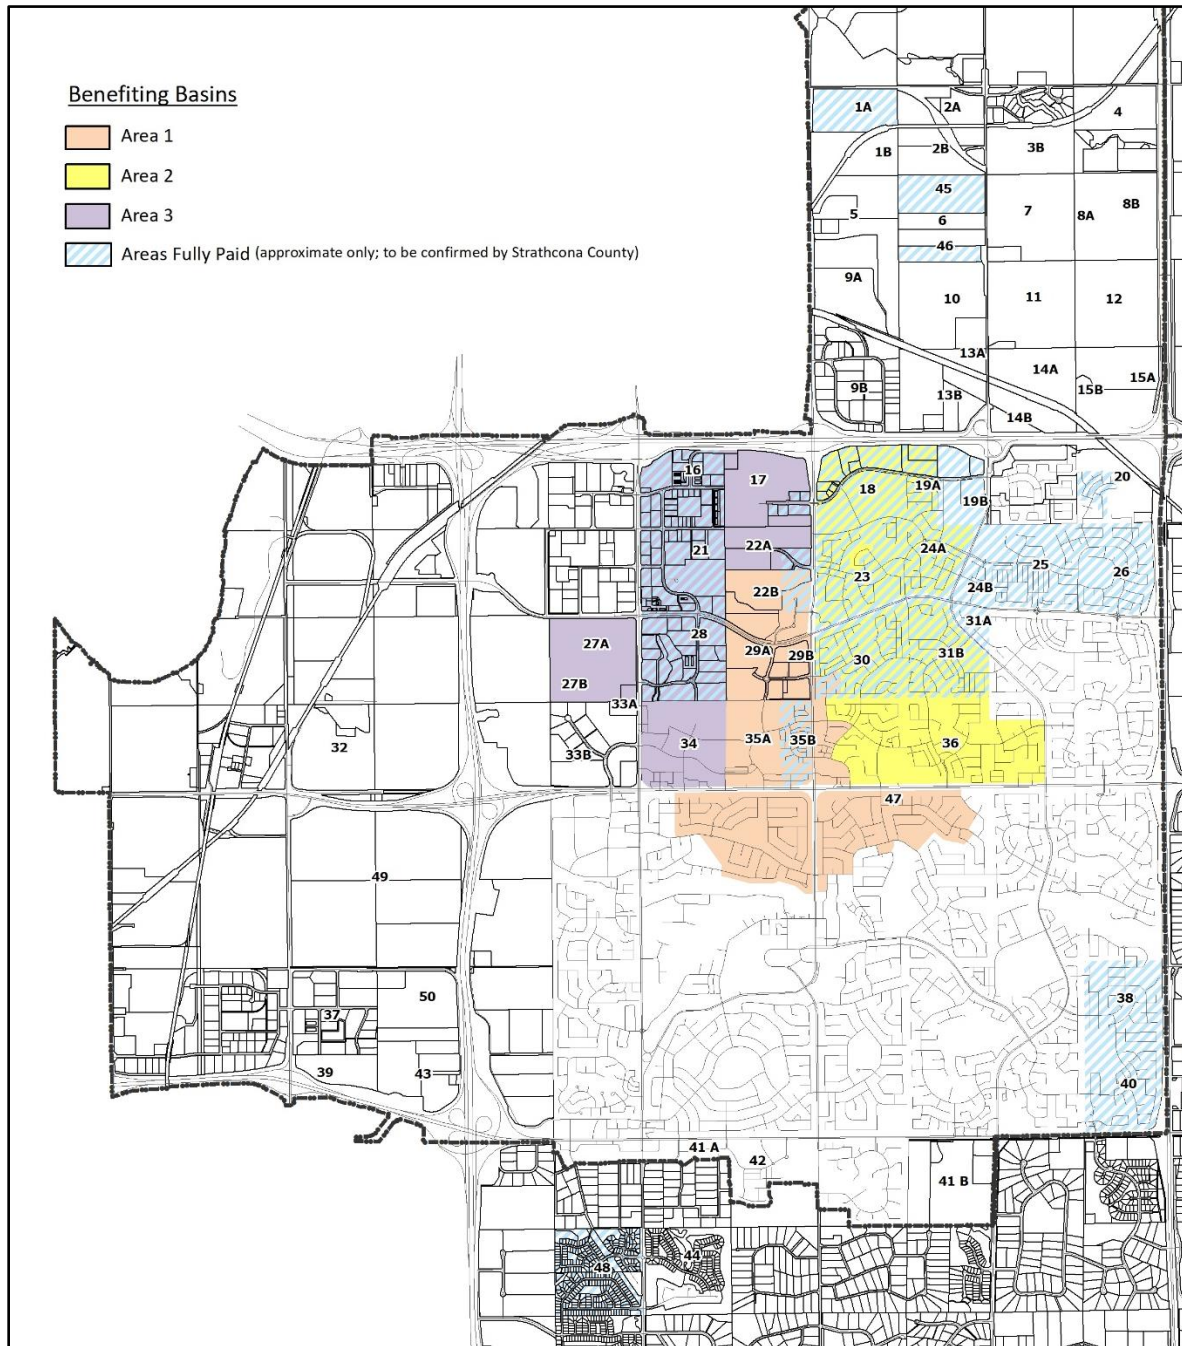 Benefiting Basins
Area 1
Area 2
Area 3
Areas Fully Paid (approximate only; to be confirmed by Strathcona County)
1A
2A
4
1B
2B
3B
45
5
6
7
8A
8B
46
9A
10
11
12
13A
14A
15A
9B
13B
15B
14B
16
17
18
19A
19B
20
21
22A
24A
23
24B
25
26
22B
28
31A
27A
29A
29B
30
31B
27B
33A
32
33B
34
35A
35B
36
47
49
50
37
38
39
43
40
41 A
42
41 B
44
48